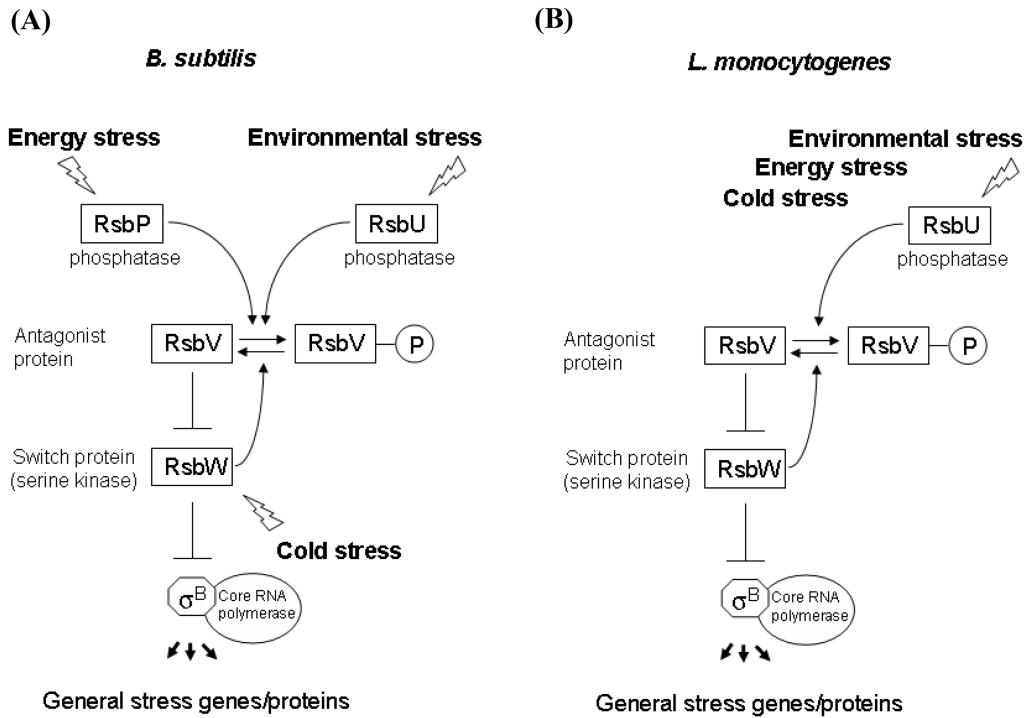 (A)
B. subtilis
Energy stress
Environmental stress
RsbP
phosphatase
RsbU
phosphatase
Antagonist
protein
RsbV
RsbV
P
Switch protein
(serine kinase)
RsbW
Cold stress
σB
Core RNA
polymerase
General stress genes/proteins
(B)
L. monocytogenes
Environmental stress
Energy stress
Cold stress
RsbU
phosphatase
Antagonist
protein
RsbV
RsbV
P
Switch protein
(serine kinase)
RsbW
σB
Core RNA
polymerase
General stress genes/proteins